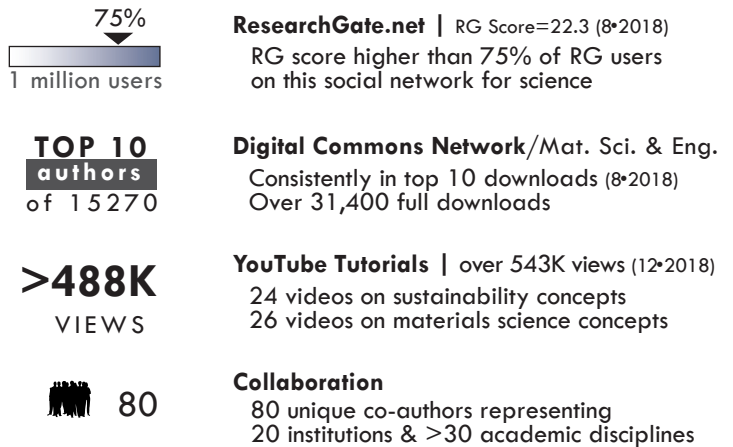 75%
1 million users
ResearchGate.net | RG Score=22.3 (8•2018)
RG score higher than 75% of RG users
on this social network for science
TOP 10
authors
of 15270
Digital Commons Network/Mat. Sci. & Eng.
Consistently in top 10 downloads (8•2018)
Over 31,400 full downloads
>488K
VIEWS
YouTube Tutorials | over 543K views (12•2018)
24 videos on sustainability concepts
26 videos on materials science concepts
80
Collaboration
80 unique co-authors representing
20 institutions & >30 academic disciplines